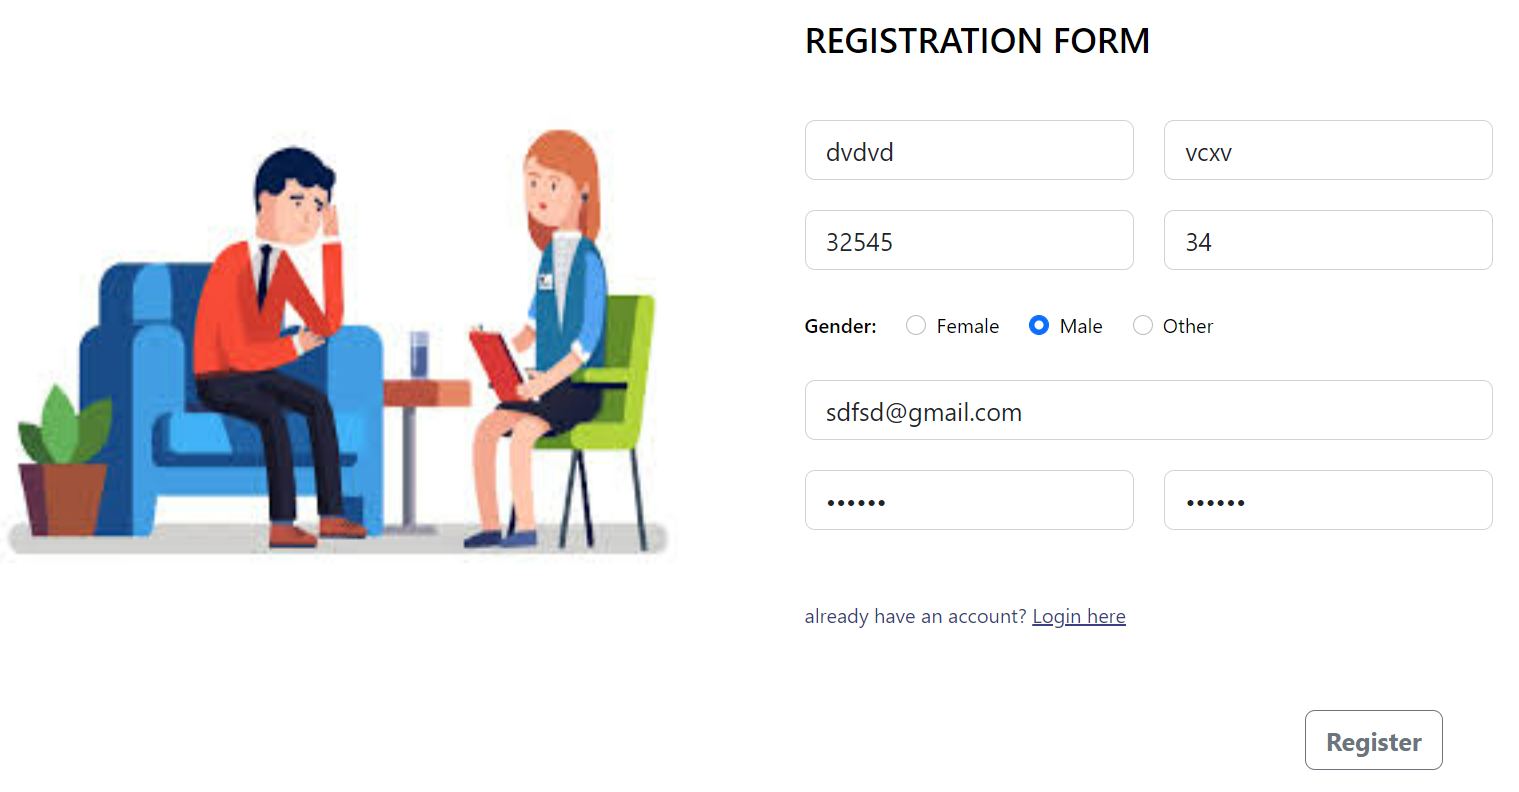 REGISTRATION FORM
dvdvd vcxv
32545 34
Gender: Female Male Other
sdfsd@gmail.com
•••••• ••••••
already have an account? Login here
Register